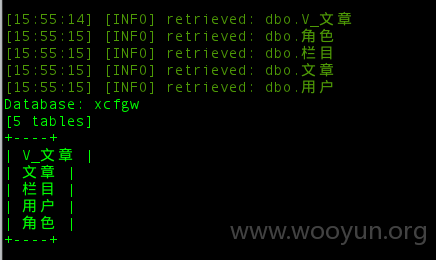 [15:55:14] [INFO] retrieved: dbo.V_文章
[15:55:15] [INFO] retrieved: dbo.角色
[15:55:15] [INFO] retrieved: dbo.栏目
[15:55:15] [INFO] retrieved: dbo.文章
[15:55:15] [INFO] retrieved: dbo.用户
Database: xcfgw
[5 tables]
+----+
| V_文章 |
| 文章 |
| 栏目 |
| 用户 |
| 角色 |
+----+
www.wooyun.org